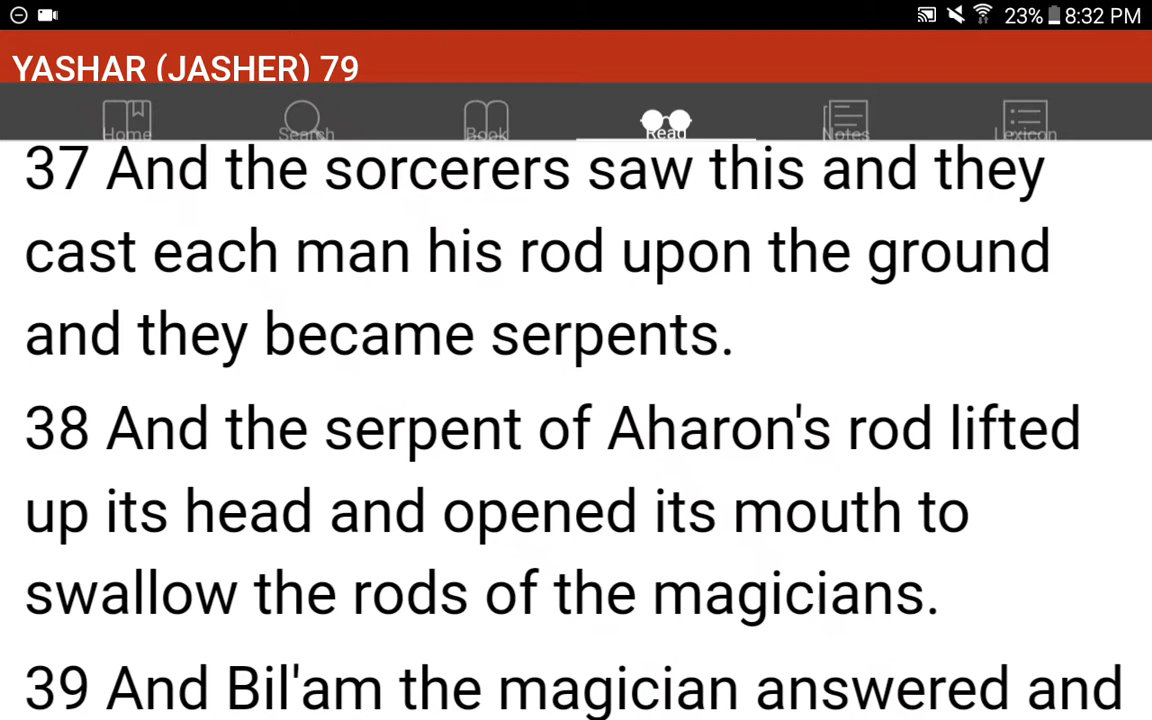 23% 8:32 PM
YASHAR (JASHER) 79
Home Search Book Read Notes Lexicon
37 And the sorcerers saw this and they
cast each man his rod upon the ground
and they became serpents.
38 And the serpent of Aharon's rod lifted
up its head and opened its mouth to
swallow the rods of the magicians.
39 And Bil'am the magician answered and